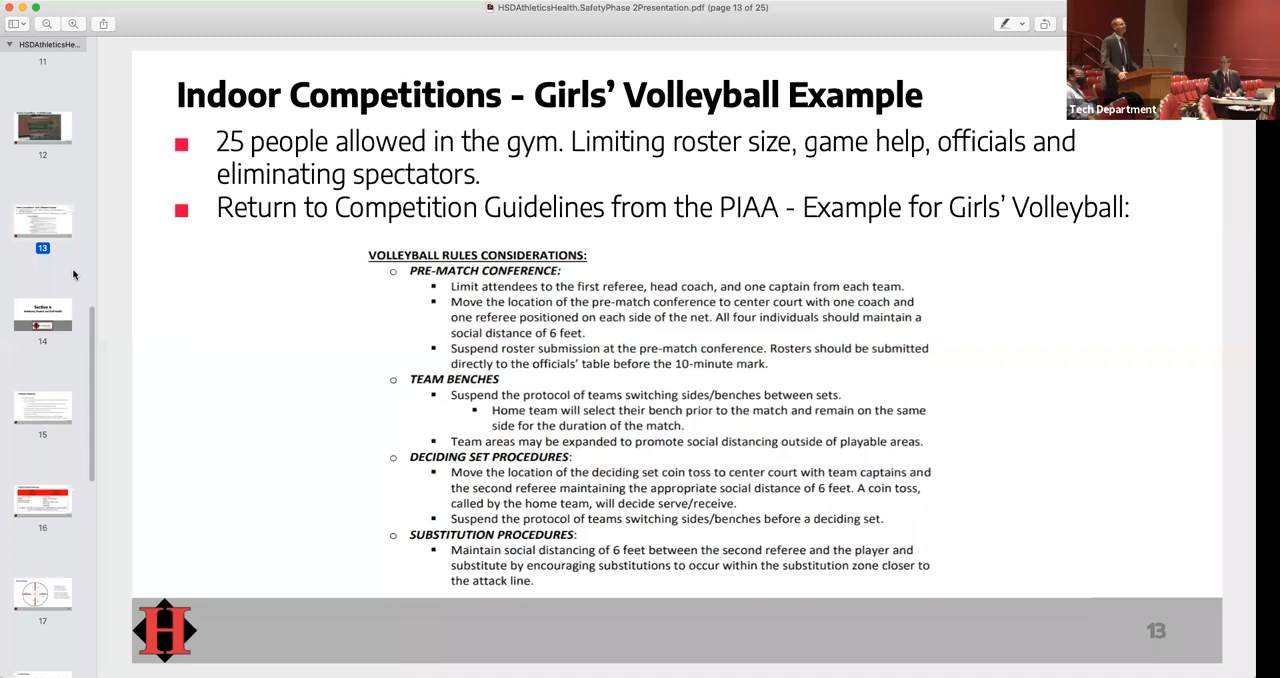 HSDAthleticsHealth.SafetyPhase 2Presentation.pdf (page 13 of 25)
HSDAthleticsHe...
11
12
13
14
15
16
17
Section 4
Tech Department
Indoor Competitions - Girls' Volleyball Example
25 people allowed in the gym. Limiting roster size, game help, officials and
eliminating spectators.
Return to Competition Guidelines from the PIAA - Example for Girls' Volleyball:
VOLLEYBALL RULES CONSIDERATIONS:
PRE-MATCH CONFERENCE:
Limit attendees to the first referee, head coach, and one captain from each team.
Move the location of the pre-match conference to center court with one coach and
one referee positioned on each side of the net. All four individuals should maintain a
social distance of 6 feet.
Suspend roster submission at the pre-match conference. Rosters should be submitted
directly to the officials' table before the 10-minute mark.
TEAM BENCHES
Suspend the protocol of teams switching sides/benches between sets.
Home team will select their bench prior to the match and remain on the same
side for the duration of the match.
Team areas may be expanded to promote social distancing outside of playable areas.
DECIDING SET PROCEDURES:
Move the location of the deciding set coin toss to center court with team captains and
the second referee maintaining the appropriate social distance of 6 feet. A coin toss,
called by the home team, will decide serve/receive.
Suspend the protocol of teams switching sides/benches before a deciding set.
SUBSTITUTION PROCEDURES:
Maintain social distancing of 6 feet between the second referee and the player and
substitute by encouraging substitutions to occur within the substitution zone closer to
the attack line.
H
13